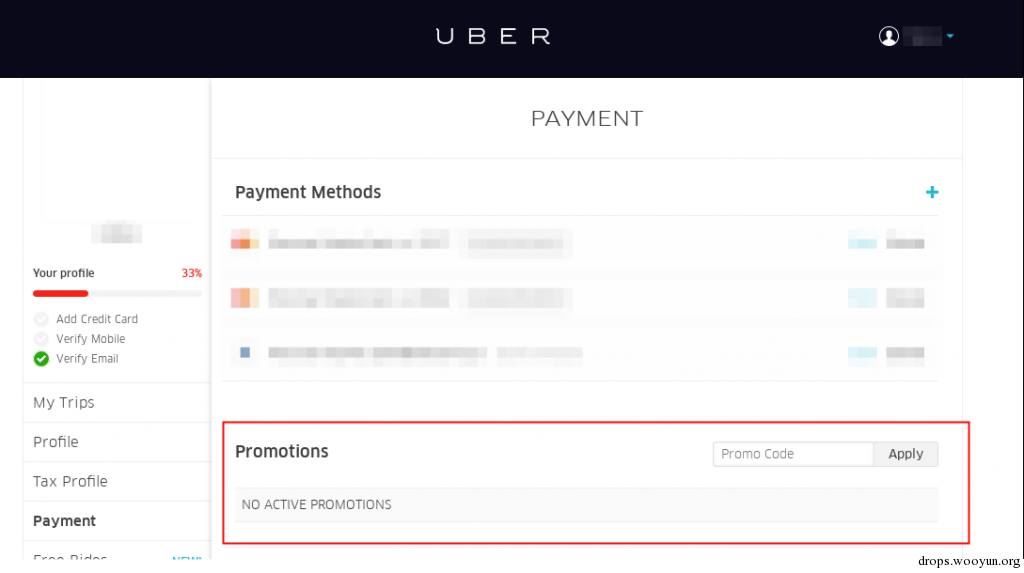 UBER
PAYMENT
Payment Methods +
Your profile 33%
Add Credit Card
Verify Mobile
Verify Email
My Trips
Profile
Tax Profile
Payment
Free Rides NEW!
Promotions
Promo Code Apply
NO ACTIVE PROMOTIONS
drops.wooyun.org